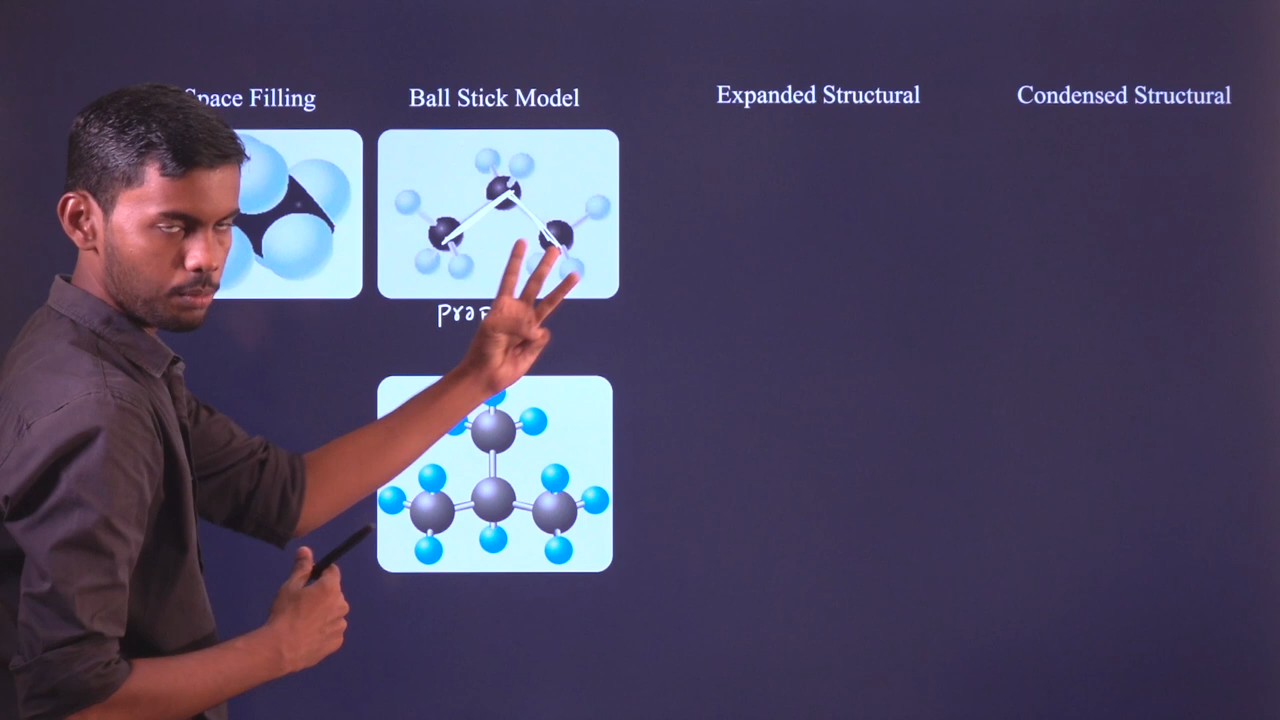 Space Filling
Ball Stick Model
Expanded Structural
Condensed Structural